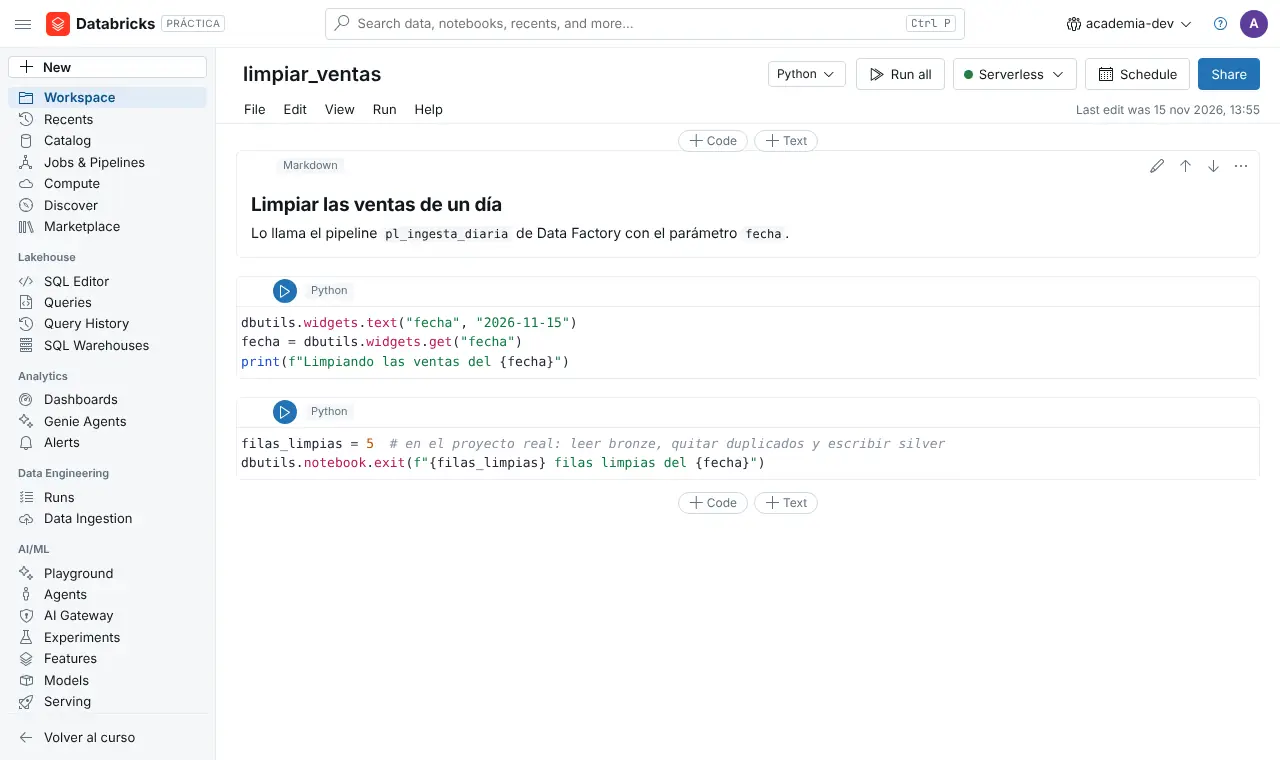 Databricks PRÁCTICA
Search data, notebooks, recents, and more... Ctrl P
academia-dev
? A
New
Workspace
Recents
Catalog
Jobs & Pipelines
Compute
Discover
Marketplace
Lakehouse
SQL Editor
Queries
Query History
SQL Warehouses
Analytics
Dashboards
Genie Agents
Alerts
Data Engineering
Runs
Data Ingestion
AI/ML
Playground
Agents
AI Gateway
Experiments
Features
Models
Serving
Volver al curso
limpiar_ventas
Python
Run all
Serverless
Schedule
Share
File Edit View Run Help
Last edit was 15 nov 2026, 13:55
Code Text
Markdown
Limpiar las ventas de un día
Lo llama el pipeline pl_ingesta_diaria de Data Factory con el parámetro fecha.
Python
dbutils.widgets.text("fecha", "2026-11-15")
fecha = dbutils.widgets.get("fecha")
print(f"Limpiando las ventas del {fecha}")
Python
filas_limpias = 5  # en el proyecto real: leer bronze, quitar duplicados y escribir silver
dbutils.notebook.exit(f"{filas_limpias} filas limpias del {fecha}")
Code Text